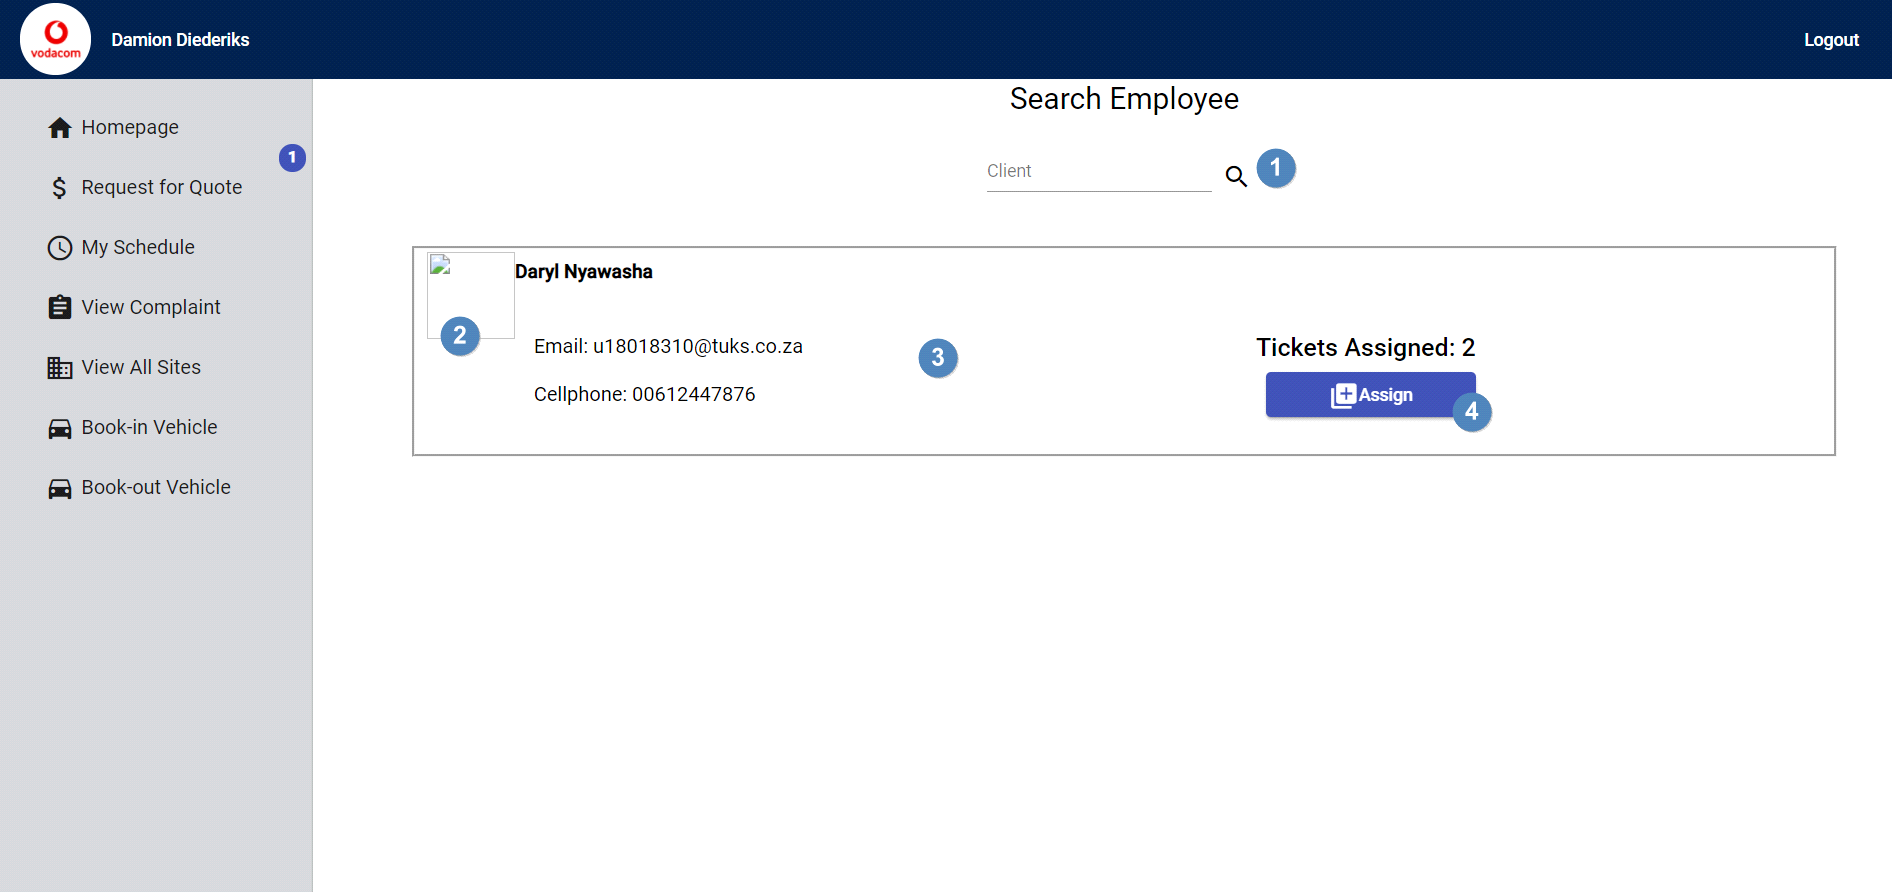 vodacom
Damion Diederiks
Logout
Homepage
1
Request for Quote
My Schedule
View Complaint
View All Sites
Book-in Vehicle
Book-out Vehicle
Search Employee
Client
1
Daryl Nyawasha
2
Email: u18018310@tuks.co.za
3
Cellphone: 00612447876
Tickets Assigned: 2
Assign
4